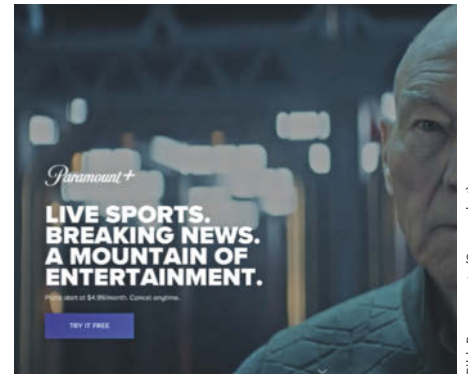 Paramount+
LIVE SPORTS.
BREAKING NEWS.
A MOUNTAIN OF
ENTERTAINMENT.
Plans start at $4.99/month. Cancel anytime.
TRY IT FREE